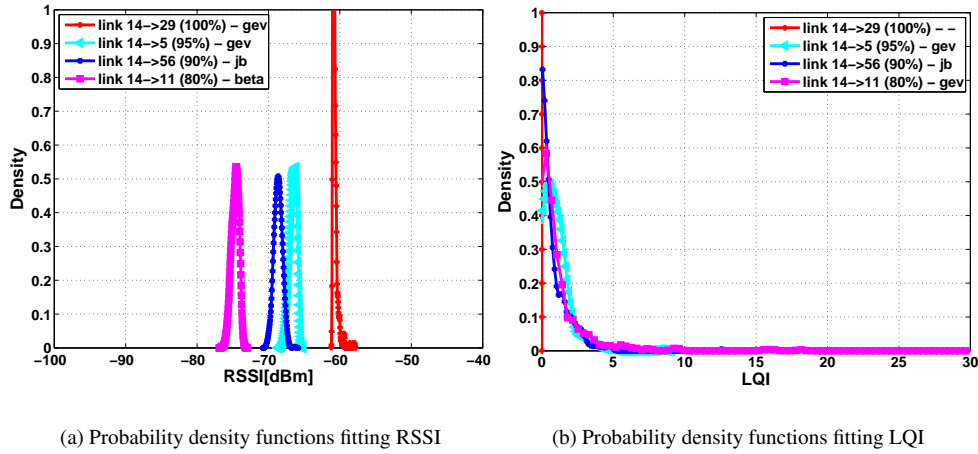 link 14->29 (100%) – gev
link 14->5 (95%) – gev
link 14->56 (90%) – jb
link 14->11 (80%) – beta
1
0.9
0.8
0.7
0.6
0.5
0.4
0.3
0.2
0.1
0
Density
−100
−90
−80
−70
−60
−50
−40
RSSI[dBm]
link 14->29 (100%) – –
link 14->5 (95%) – gev
link 14->56 (90%) – jb
link 14->11 (80%) – gev
1
0.9
0.8
0.7
0.6
0.5
0.4
0.3
0.2
0.1
0
Density
0
5
10
15
20
25
30
LQI
(a) Probability density functions fitting RSSI
(b) Probability density functions fitting LQI